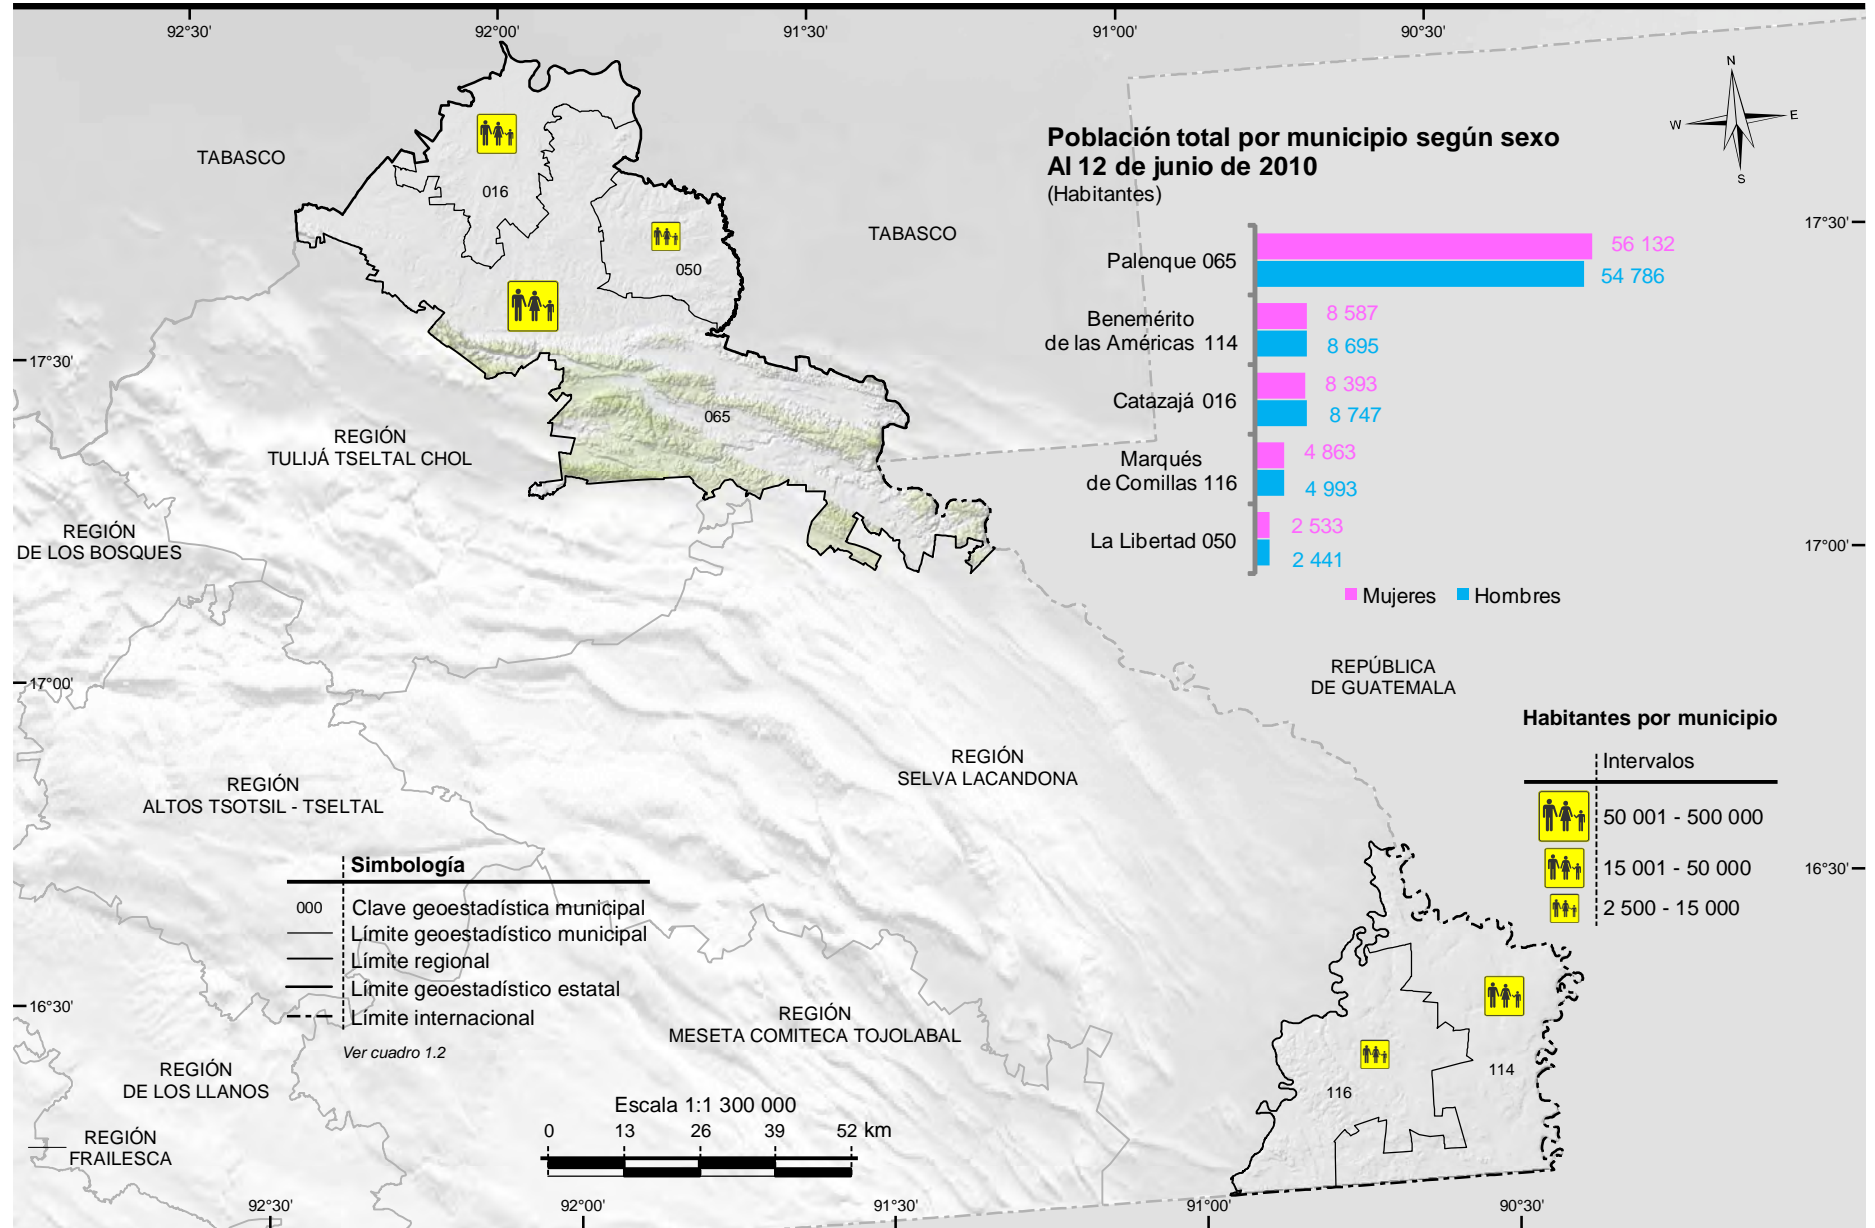 92°30'
92°00'
91°30'
91°00'
90°30'
N
W
E
S
Población total por municipio según sexo
Al 12 de junio de 2010
(Habitantes)
TABASCO
016
TABASCO
050
17°30'
Palenque 065
56 132
54 786
Benemérito
de las Américas 114
8 587
8 695
Catazajá 016
8 393
8 747
Marqués
de Comillas 116
4 863
4 993
La Libertad 050
2 533
2 441
Mujeres
Hombres
17°30'
065
REGIÓN
TULIJÁ TSELTAL CHOL
REGIÓN
DE LOS BOSQUES
17°00'
17°00'
REPÚBLICA
DE GUATEMALA
Habitantes por municipio
Intervalos
50 001 - 500 000
15 001 - 50 000
2 500 - 15 000
REGIÓN
SELVA LACANDONA
REGIÓN
ALTOS TSOTSIL - TSELTAL
16°30'
Simbología
000 Clave geoestadística municipal
Límite geoestadístico municipal
Límite regional
Límite geoestadístico estatal
Límite internacional
Ver cuadro 1.2
16°30'
REGIÓN
MESETA COMITECA TOJOLABAL
REGIÓN
DE LOS LLANOS
116
114
Escala 1:1 300 000
0 13 26 39 52 km
REGIÓN
FRAILESCA
92°30'
92°00'
91°30'
91°00'
90°30'